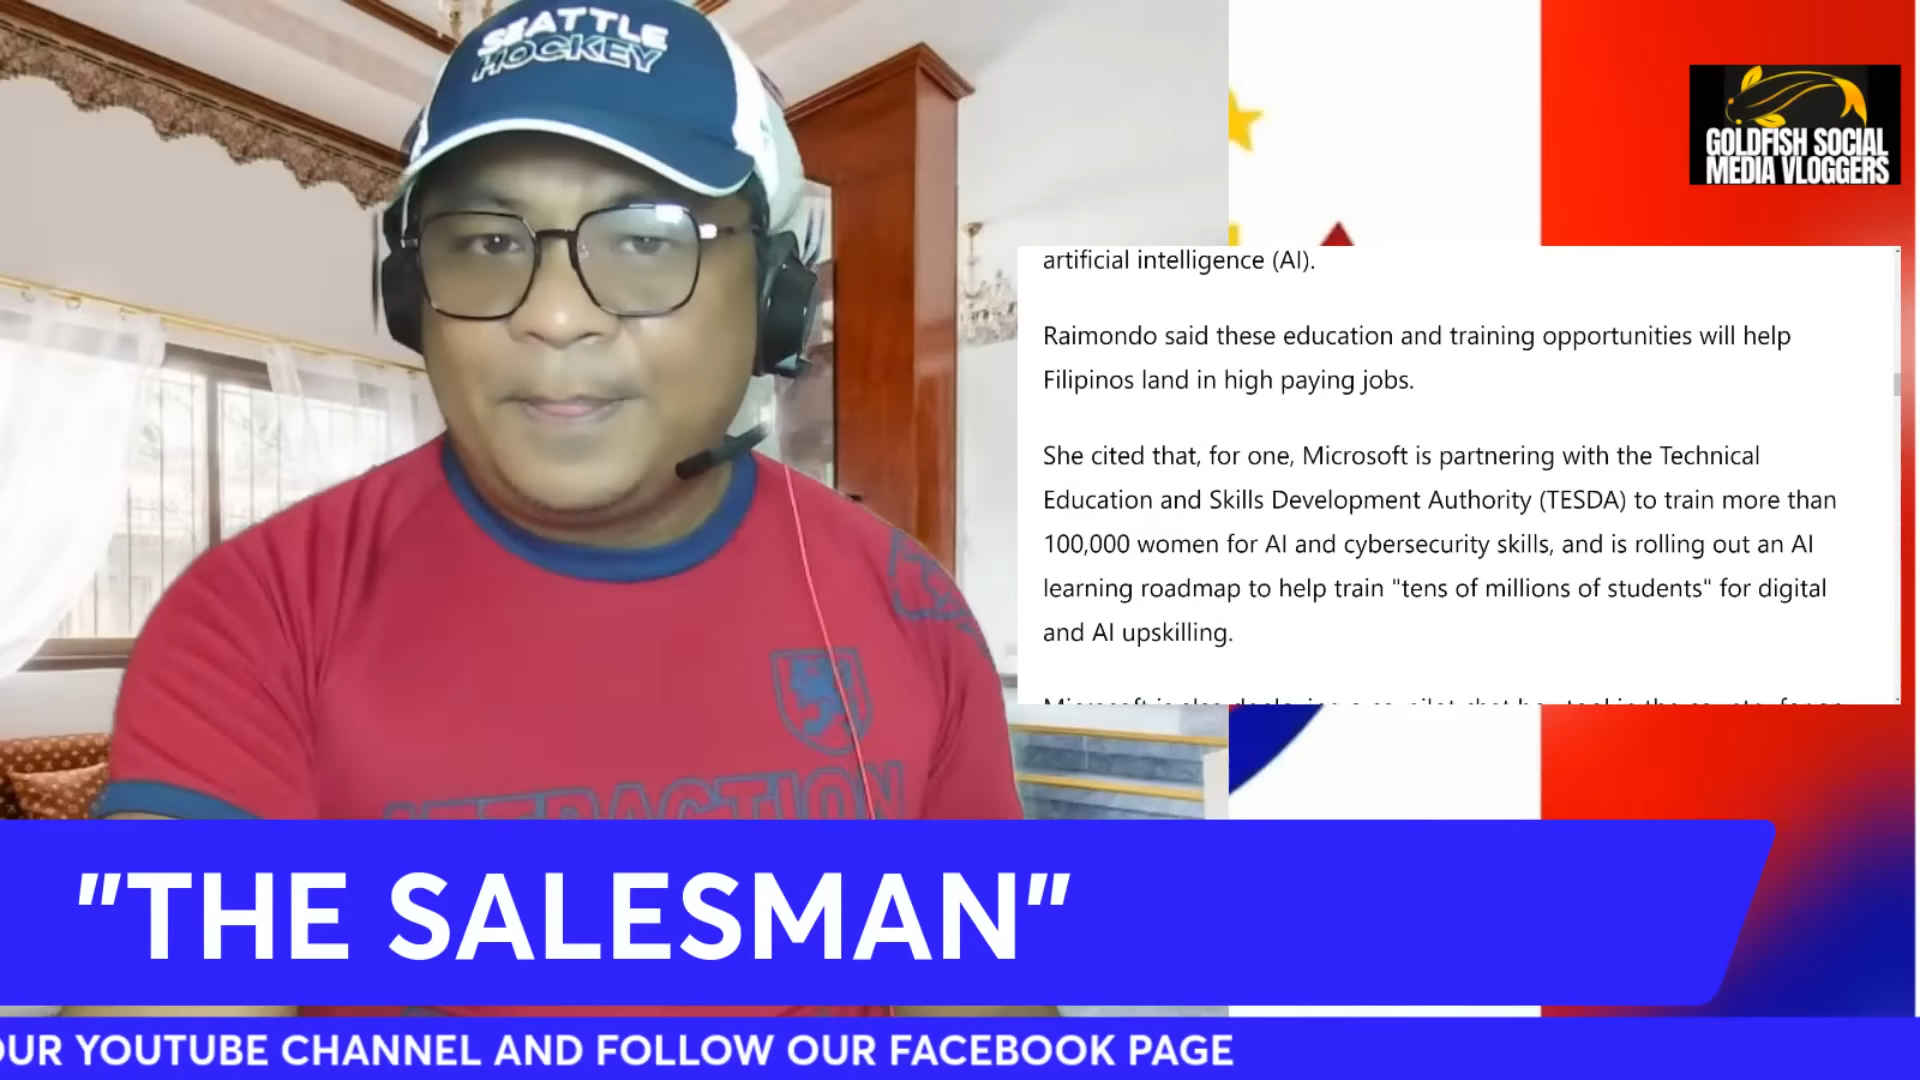 SEATTLE
HOCKEY
GOLDFISH SOCIAL
MEDIA VLOGGERS
artificial intelligence (AI).
Raimondo said these education and training opportunities will help
Filipinos land in high paying jobs.
She cited that, for one, Microsoft is partnering with the Technical
Education and Skills Development Authority (TESDA) to train more than
100,000 women for AI and cybersecurity skills, and is rolling out an AI
learning roadmap to help train "tens of millions of students" for digital
and AI upskilling.
ATTRACTION
"THE SALESMAN"
OUR YOUTUBE CHANNEL AND FOLLOW OUR FACEBOOK PAGE